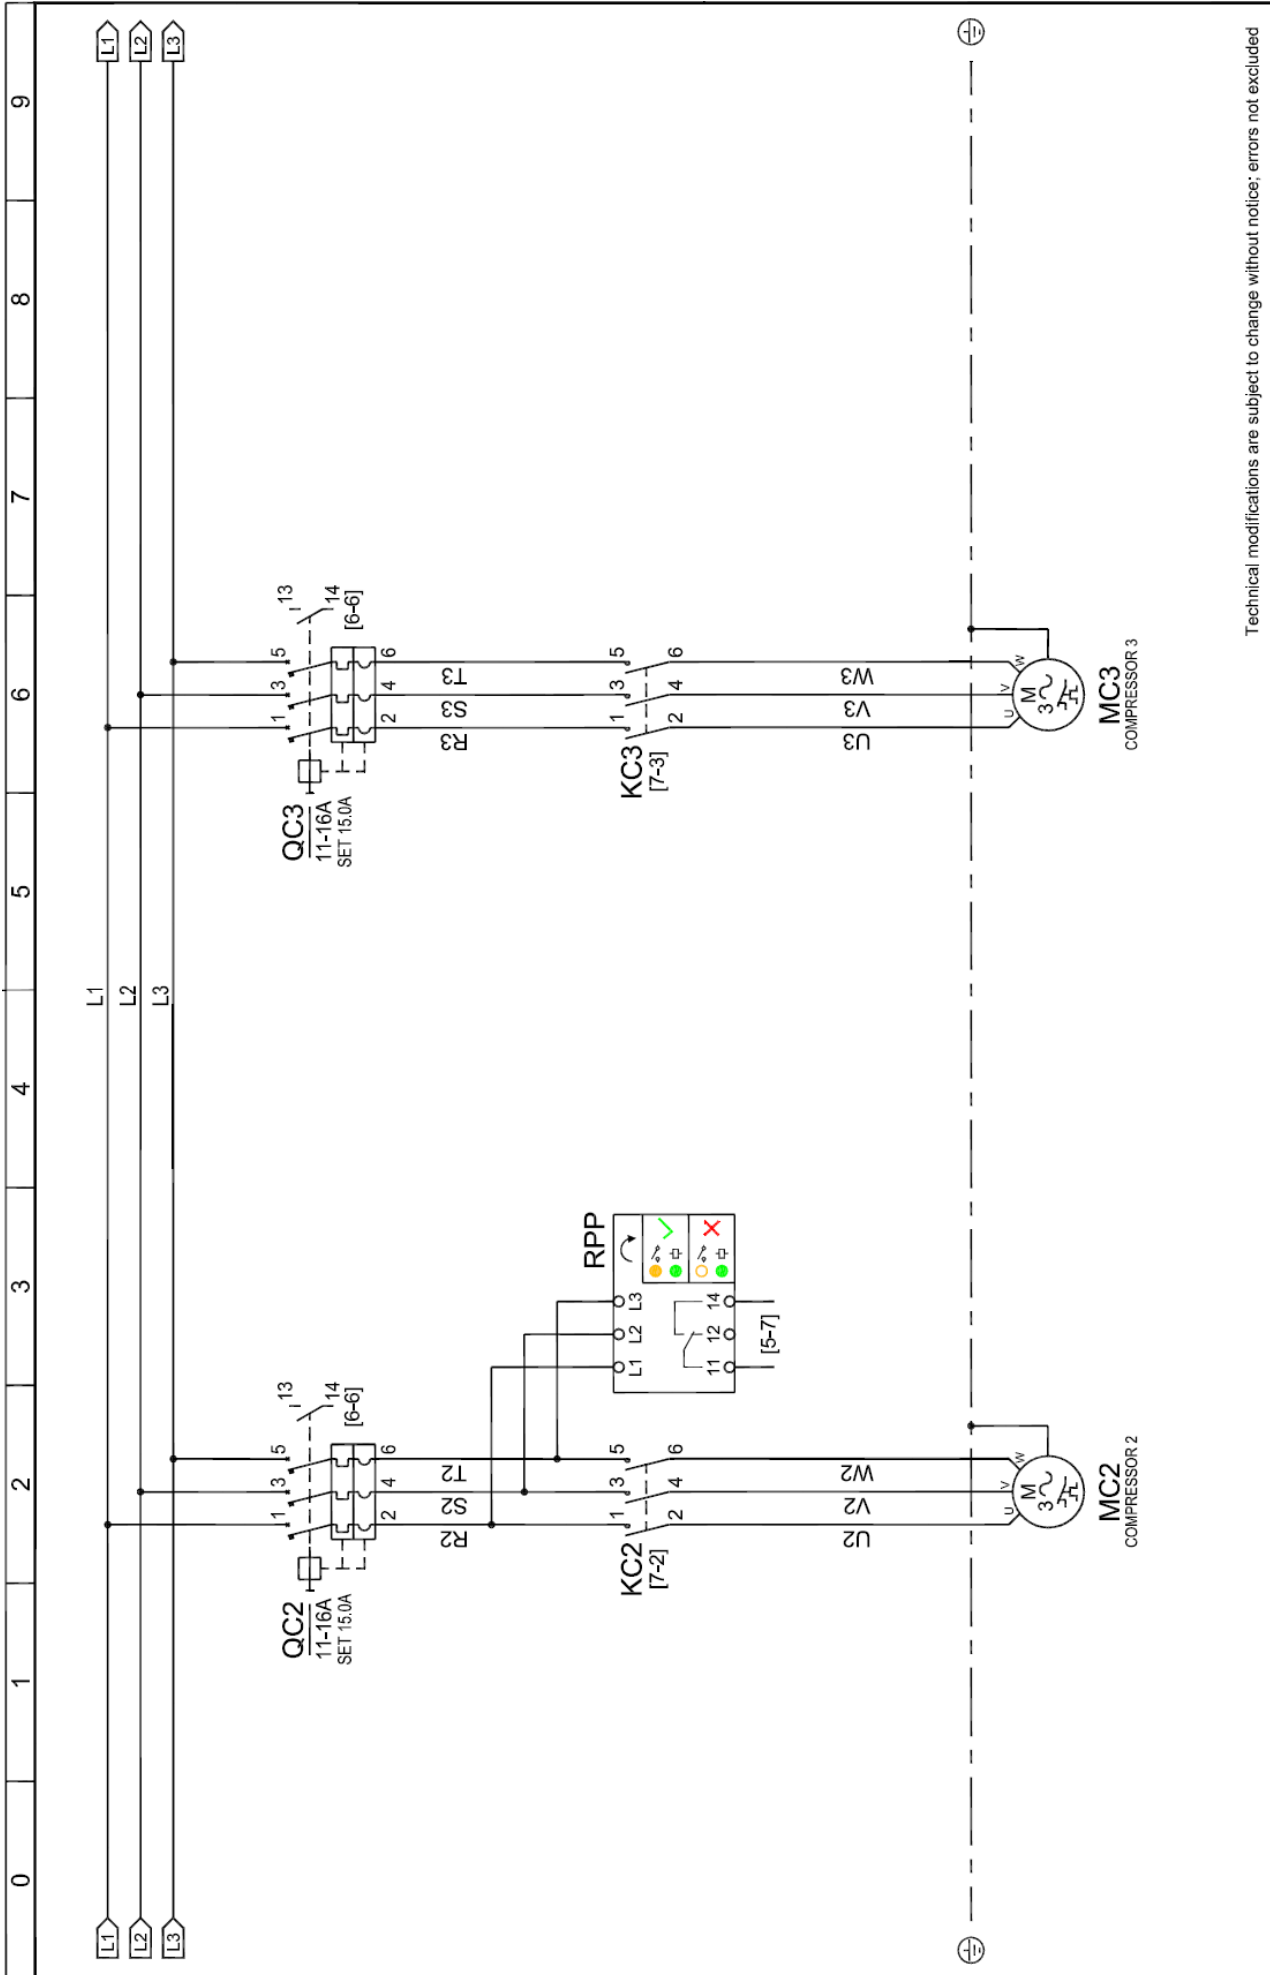 0 1 2 3 4 5 6 7 8 9
L1 L1 L1
L2 L2 L2
L3 L3 L3
QC2
11-16A
SET 15.0A
1 3 5 13
14
[6-6]
2 4 6
R2 S2 T2
KC2
[7-2]
1 3 5
2 4 6
U2 V2 W2
U V W
M
3
MC2
COMPRESSOR 2
RPP
L1 L2 L3
11 12 14
[5-7]
QC3
11-16A
SET 15.0A
1 3 5 13
14
[6-6]
2 4 6
R3 S3 T3
KC3
[7-3]
1 3 5
2 4 6
U3 V3 W3
U V W
M
3
MC3
COMPRESSOR 3
Technical modifications are subject to change without notice; errors not excluded